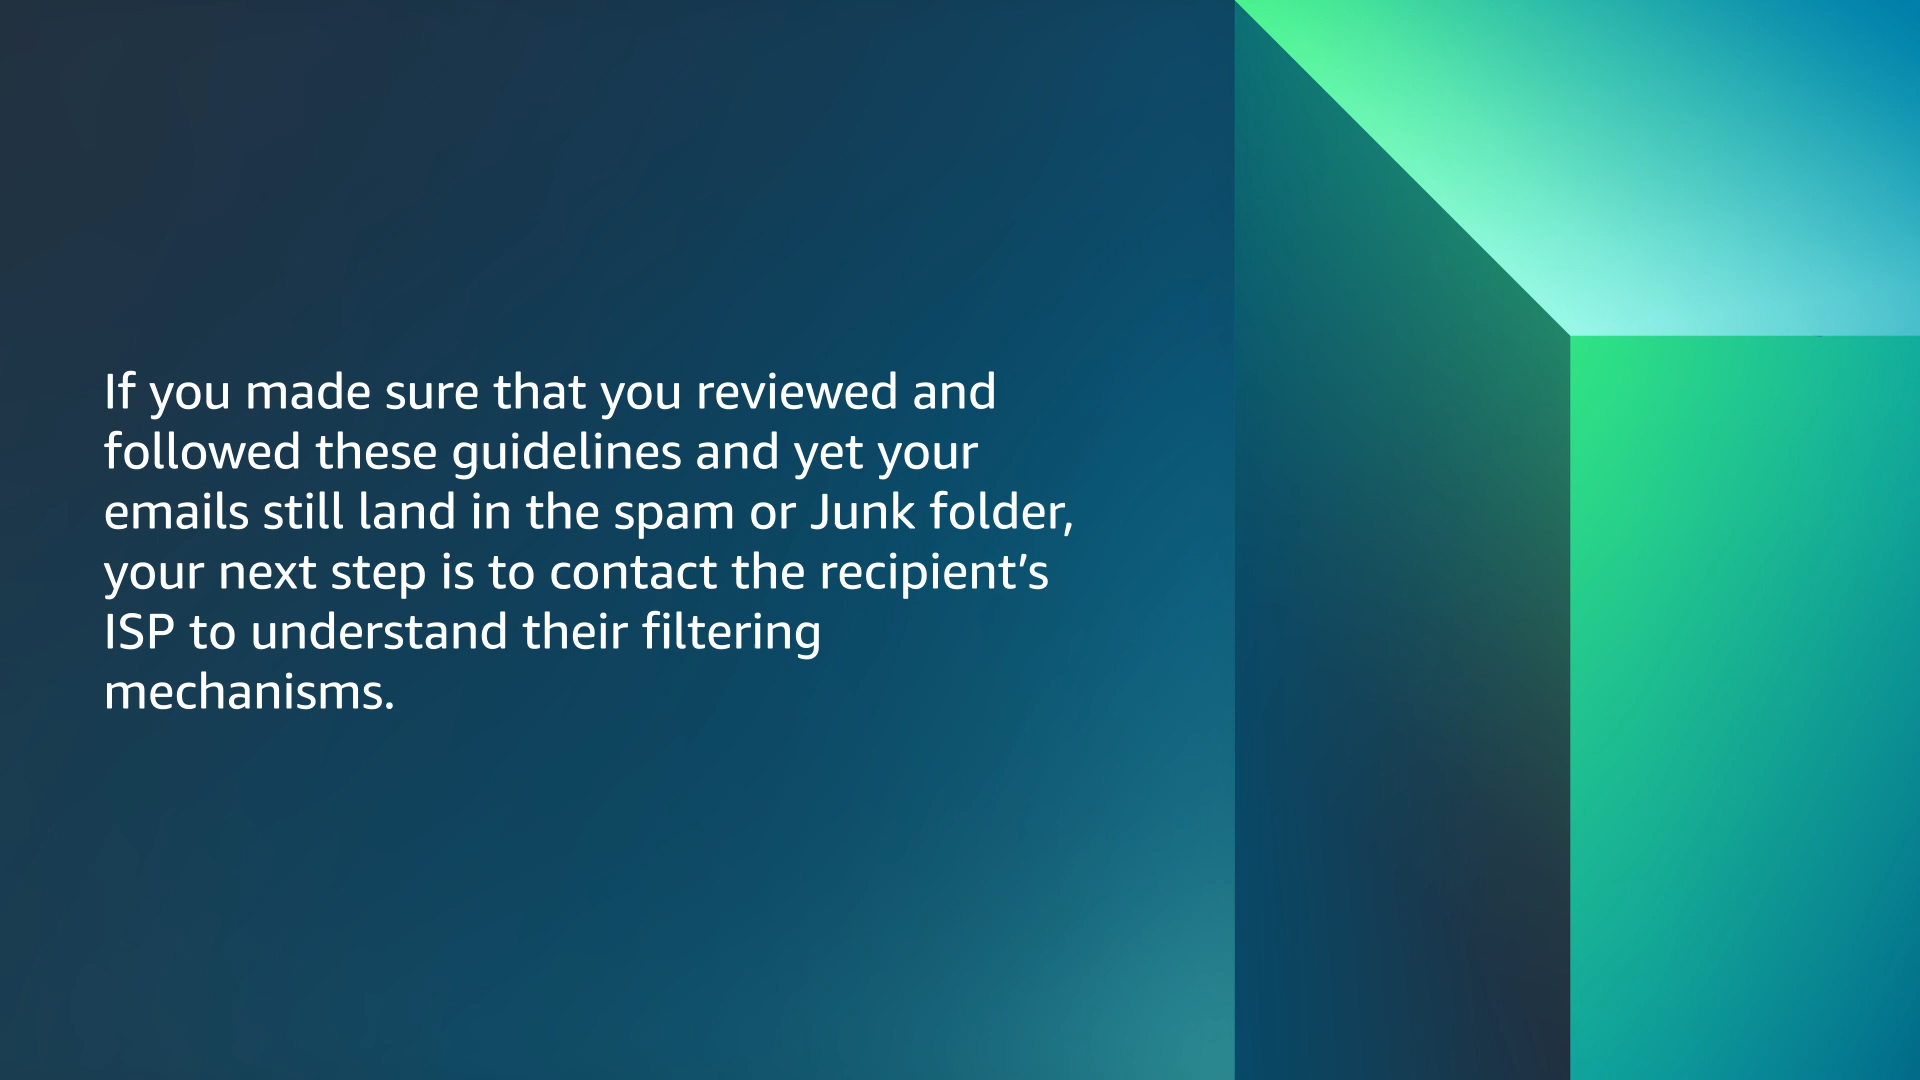 If you made sure that you reviewed and
followed these guidelines and yet your
emails still land in the spam or Junk folder,
your next step is to contact the recipient’s
ISP to understand their filtering
mechanisms.